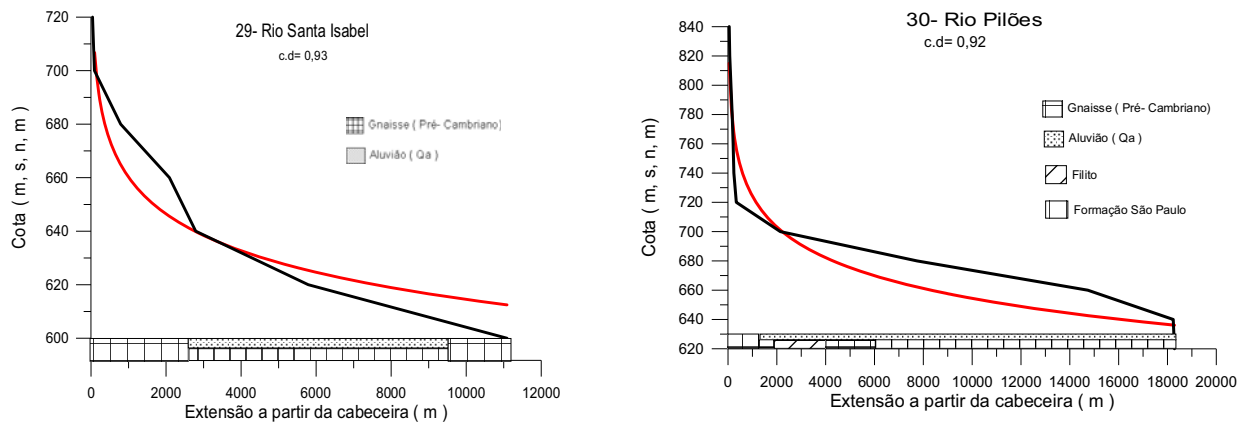 29- Rio Santa Isabel
c.d= 0,93
Gnaisse ( Pré- Cambriano)
Aluvião ( Qa )
Cota ( m, s, n, m )
720
700
680
660
640
620
600
0 2000 4000 6000 8000 10000 12000
Extensão a partir da cabeceira ( m )
30- Rio Pilões
c.d= 0,92
Gnaisse ( Pré- Cambriano)
Aluvião ( Qa )
Filito
Formação São Paulo
Cota ( m, s, n, m)
840
820
800
780
760
740
720
700
680
660
640
620
0 2000 4000 6000 8000 10000 12000 14000 16000 18000 20000
Extensão a partir da cabeceira ( m )